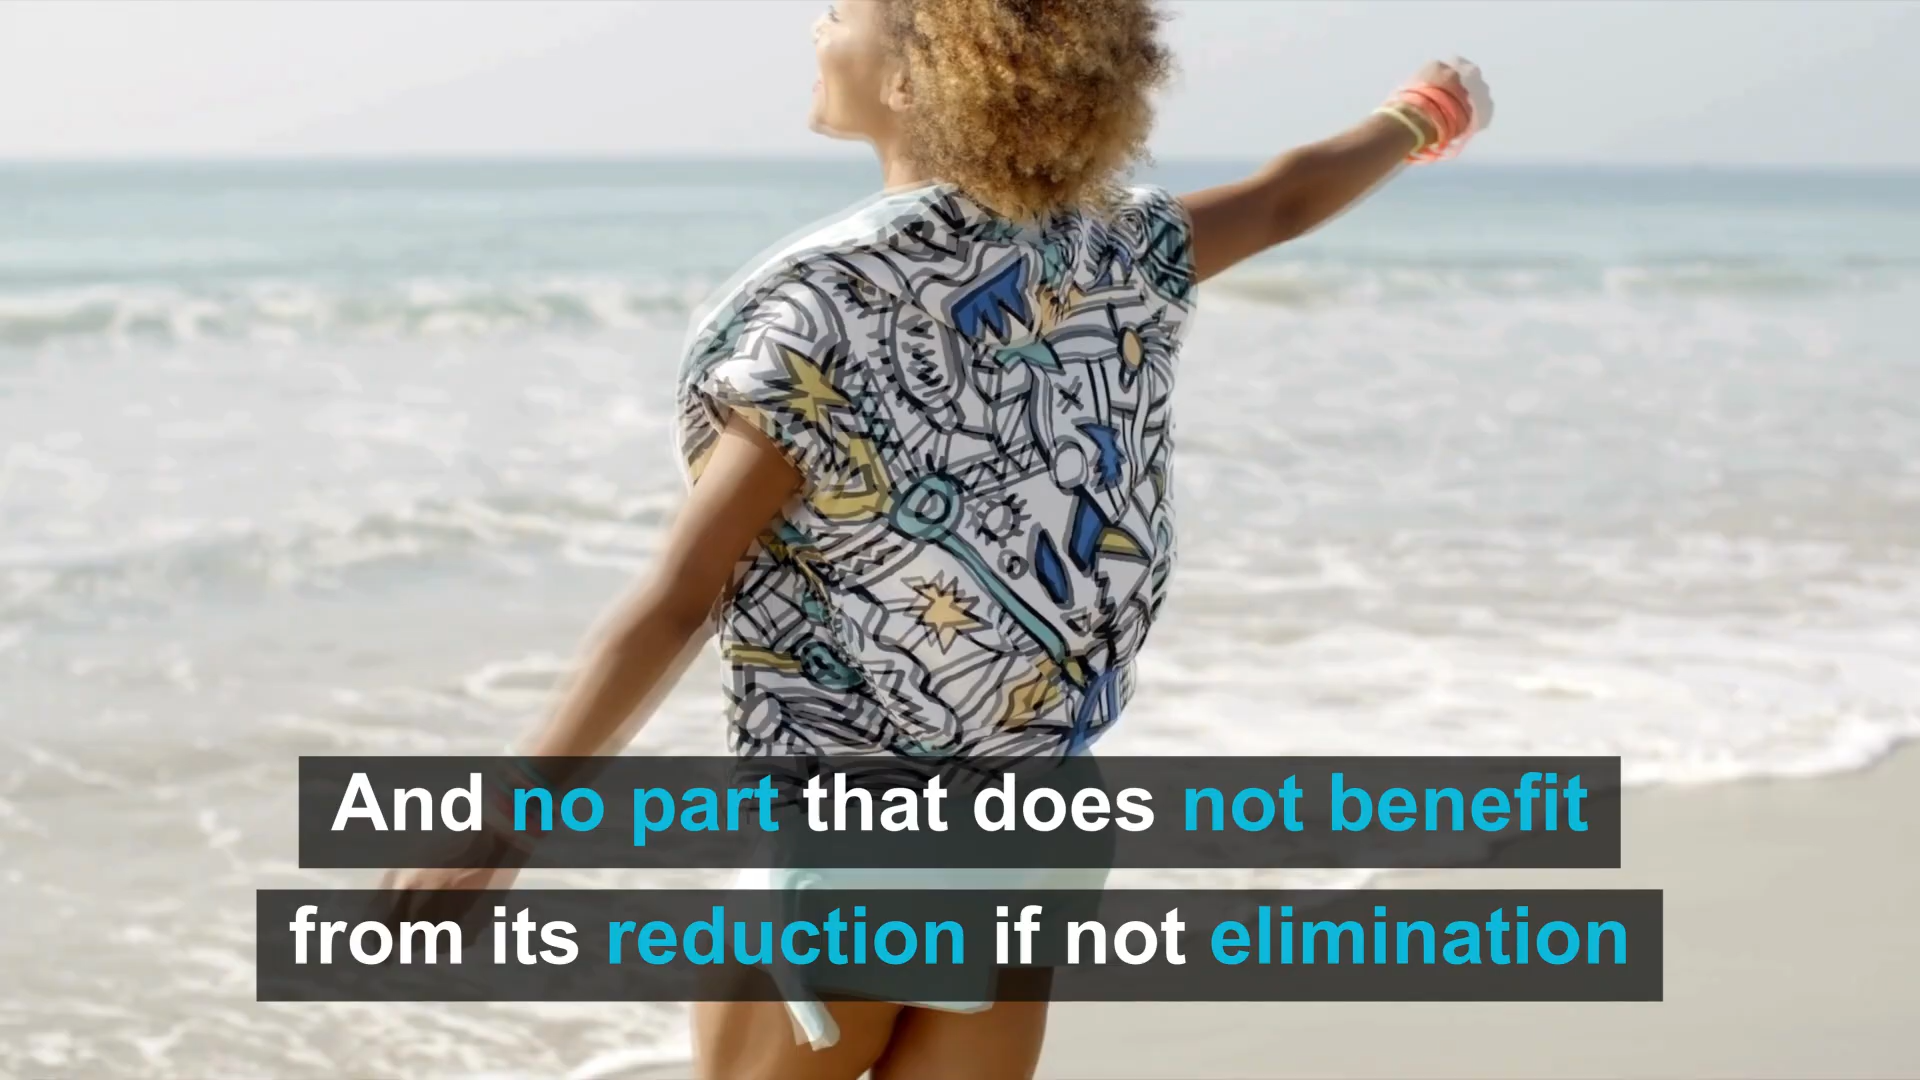 And no part that does not benefit
from its reduction if not elimination